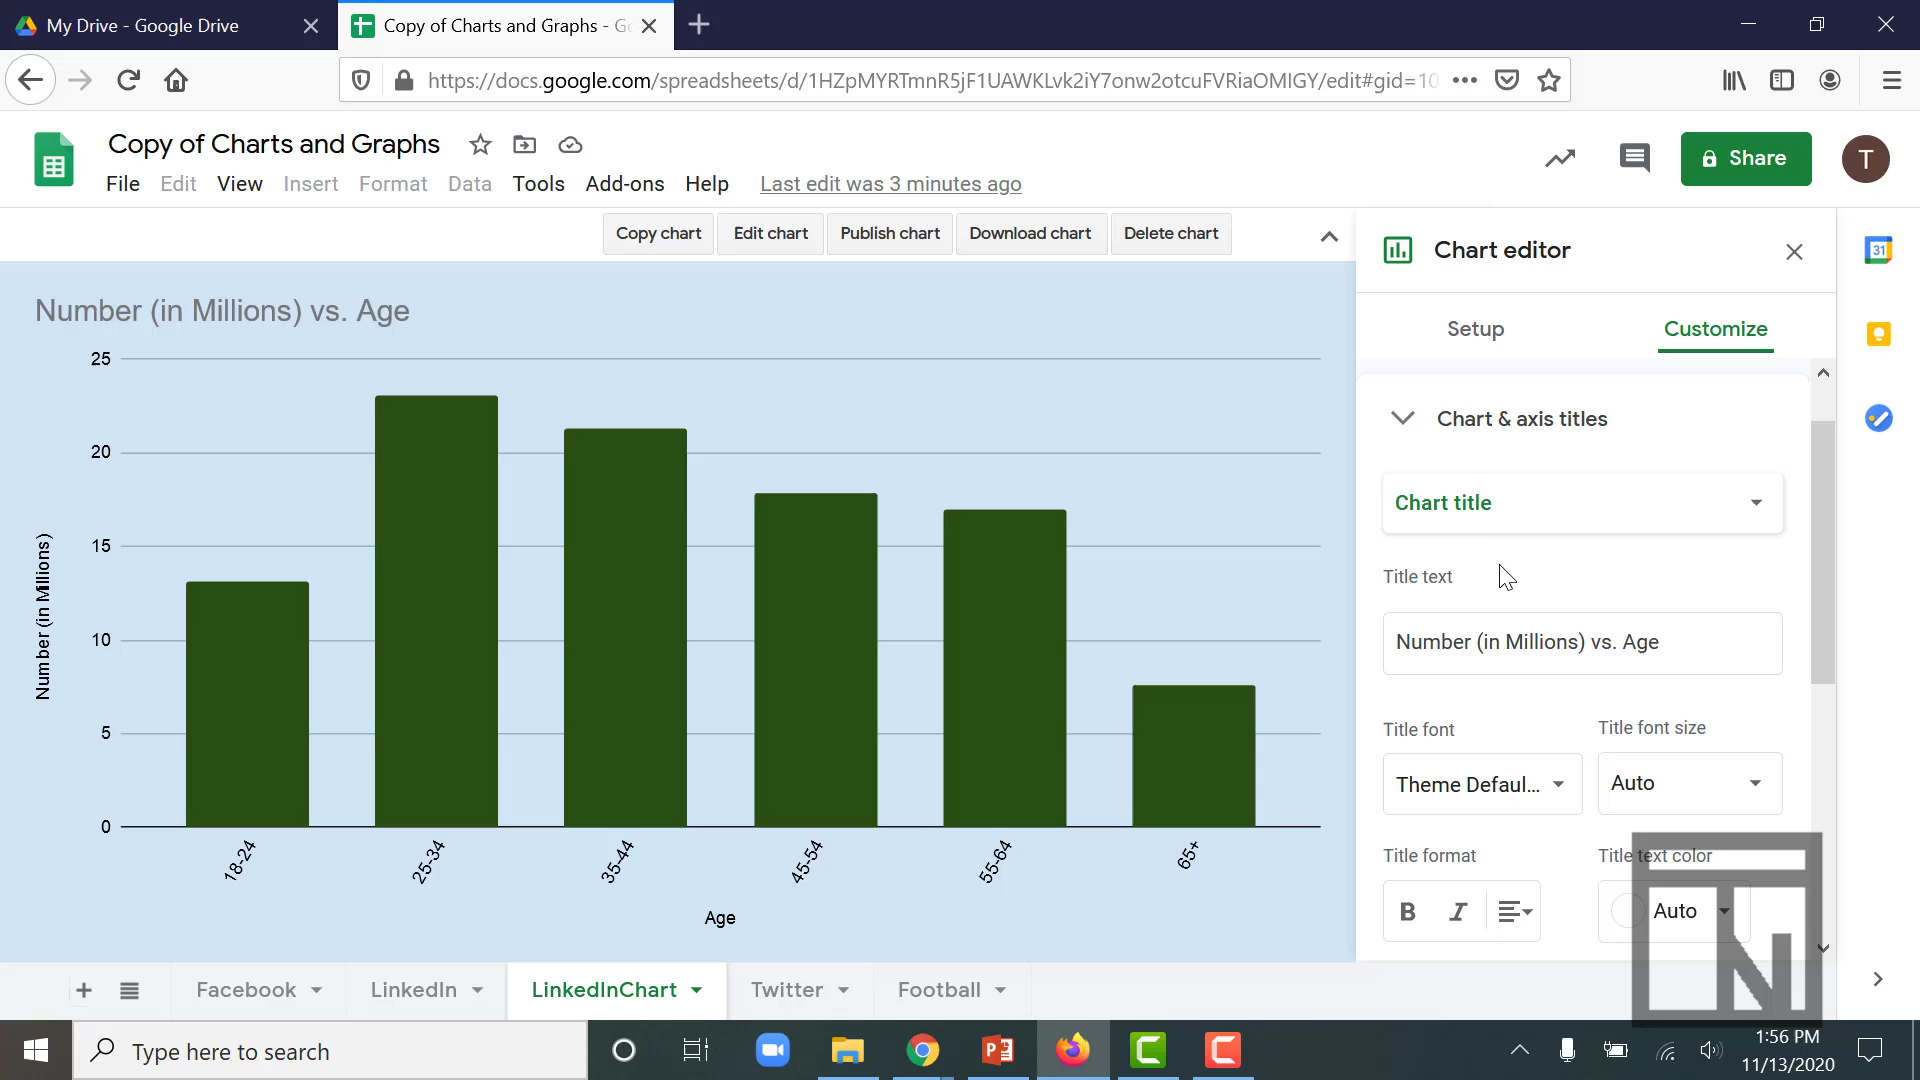 My Drive - Google Drive
Copy of Charts and Graphs - Go
https://docs.google.com/spreadsheets/d/1HZpMYRTmnR5jF1UAWKLvk2iY7onw2otcuFVRiaOMIGY/edit#gid=10
Copy of Charts and Graphs
File Edit View Insert Format Data Tools Add-ons Help Last edit was 3 minutes ago
Share
T
Copy chart Edit chart Publish chart Download chart Delete chart
Chart editor
31
Setup Customize
Number (in Millions) vs. Age
25
20
15
10
5
0
Number (in Millions)
18-24 25-34 35-44 45-54 55-64 65+
Age
Chart & axis titles
Chart title
Title text
Number (in Millions) vs. Age
Title font Title font size
Theme Defaul... Auto
Title format Title text color
B I Auto
N
Facebook LinkedIn LinkedInChart Twitter Football
Type here to search
1:56 PM
11/13/2020